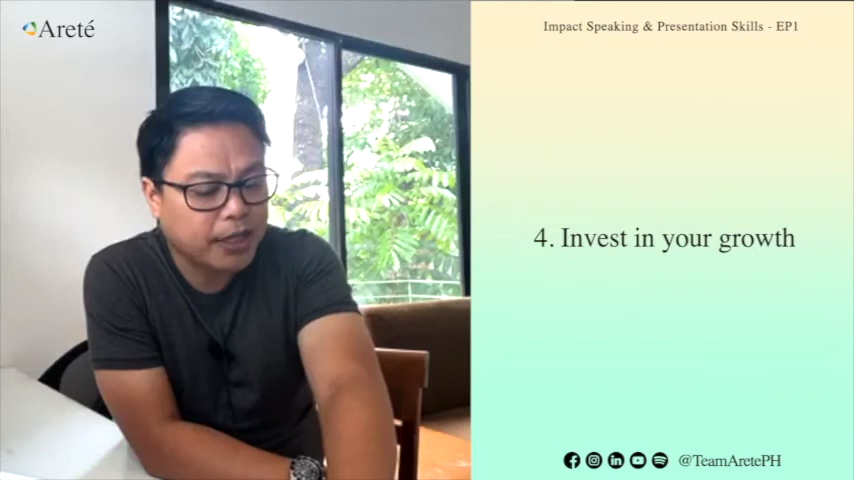 Areté
Impact Speaking & Presentation Skills - EP1
4. Invest in your growth
@TeamAretePH